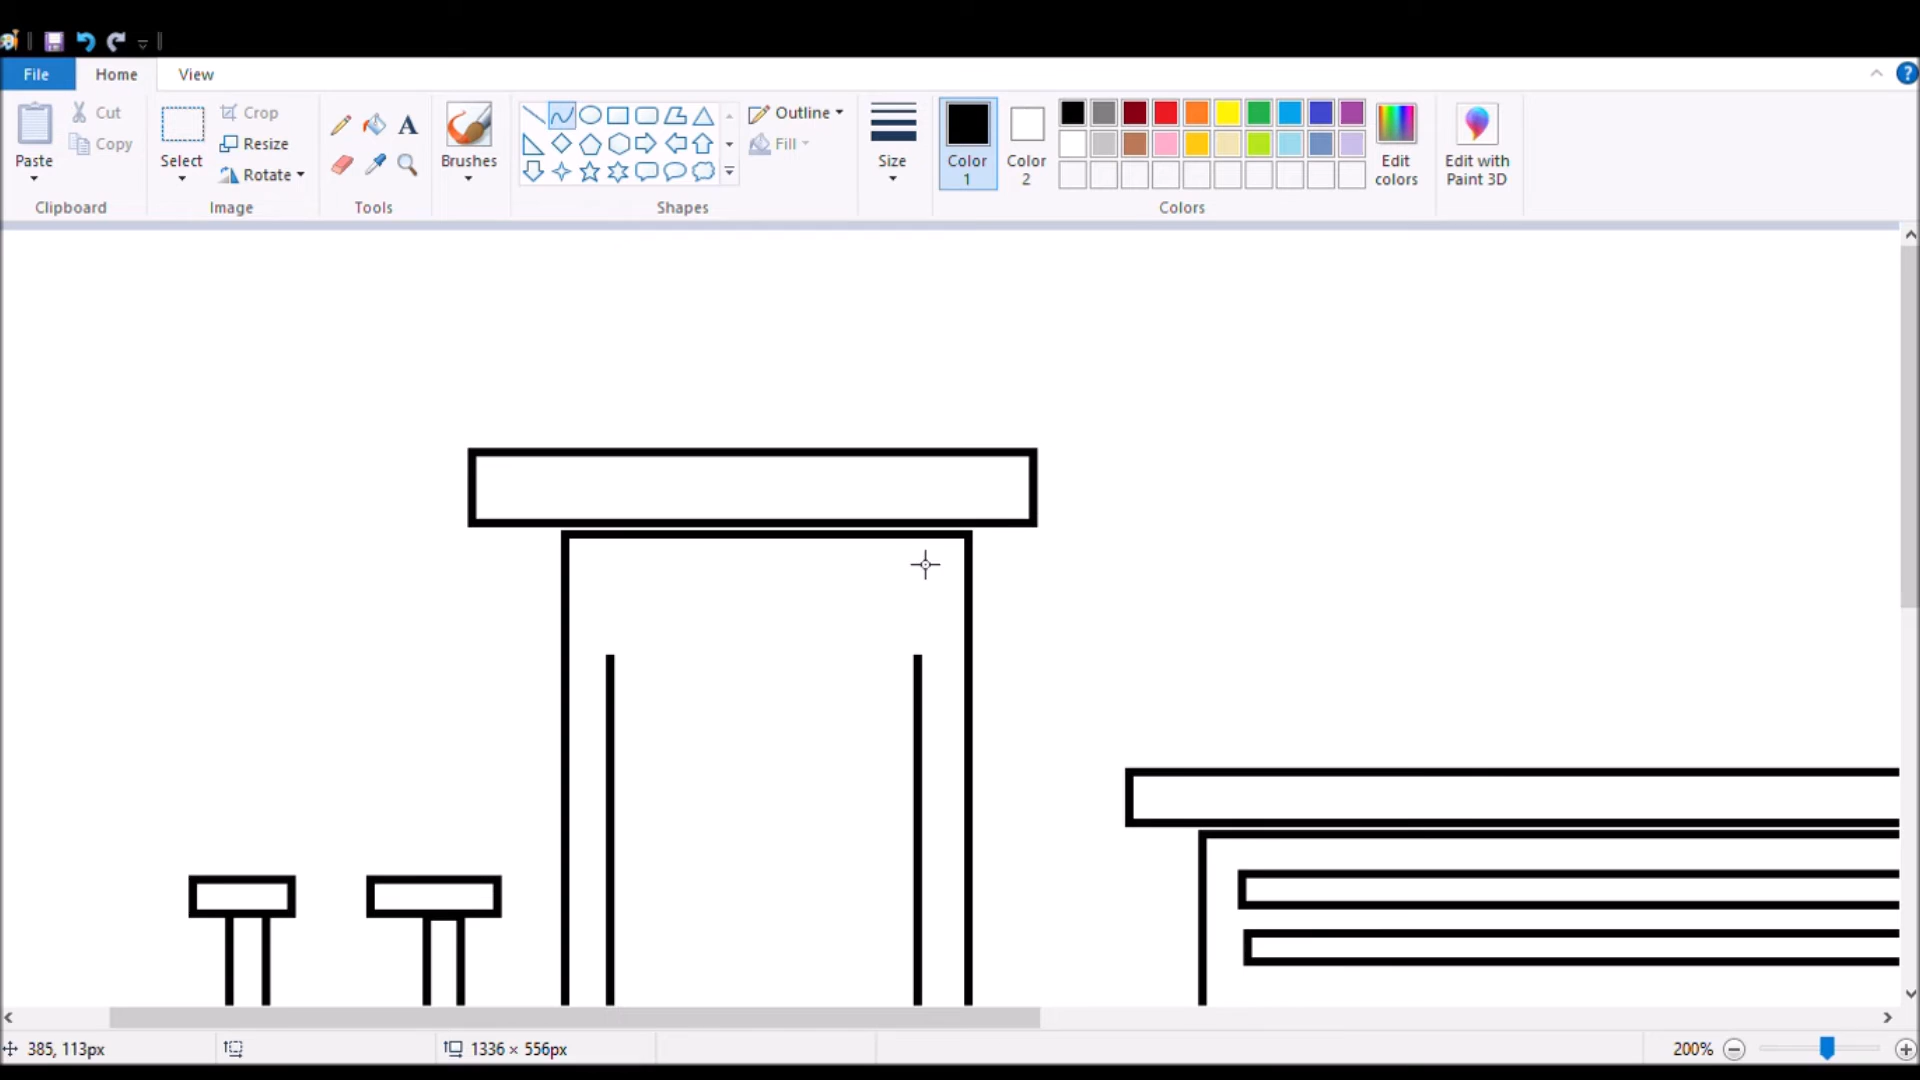 File Home View
Paste Cut Copy
Clipboard
Select Crop Resize Rotate
Image
A
Tools
Brushes
Outline Fill
Shapes
Size
Color 1
Color 2
Edit colors
Colors
Edit with Paint 3D
?
385, 113px
1336 × 556px
200%